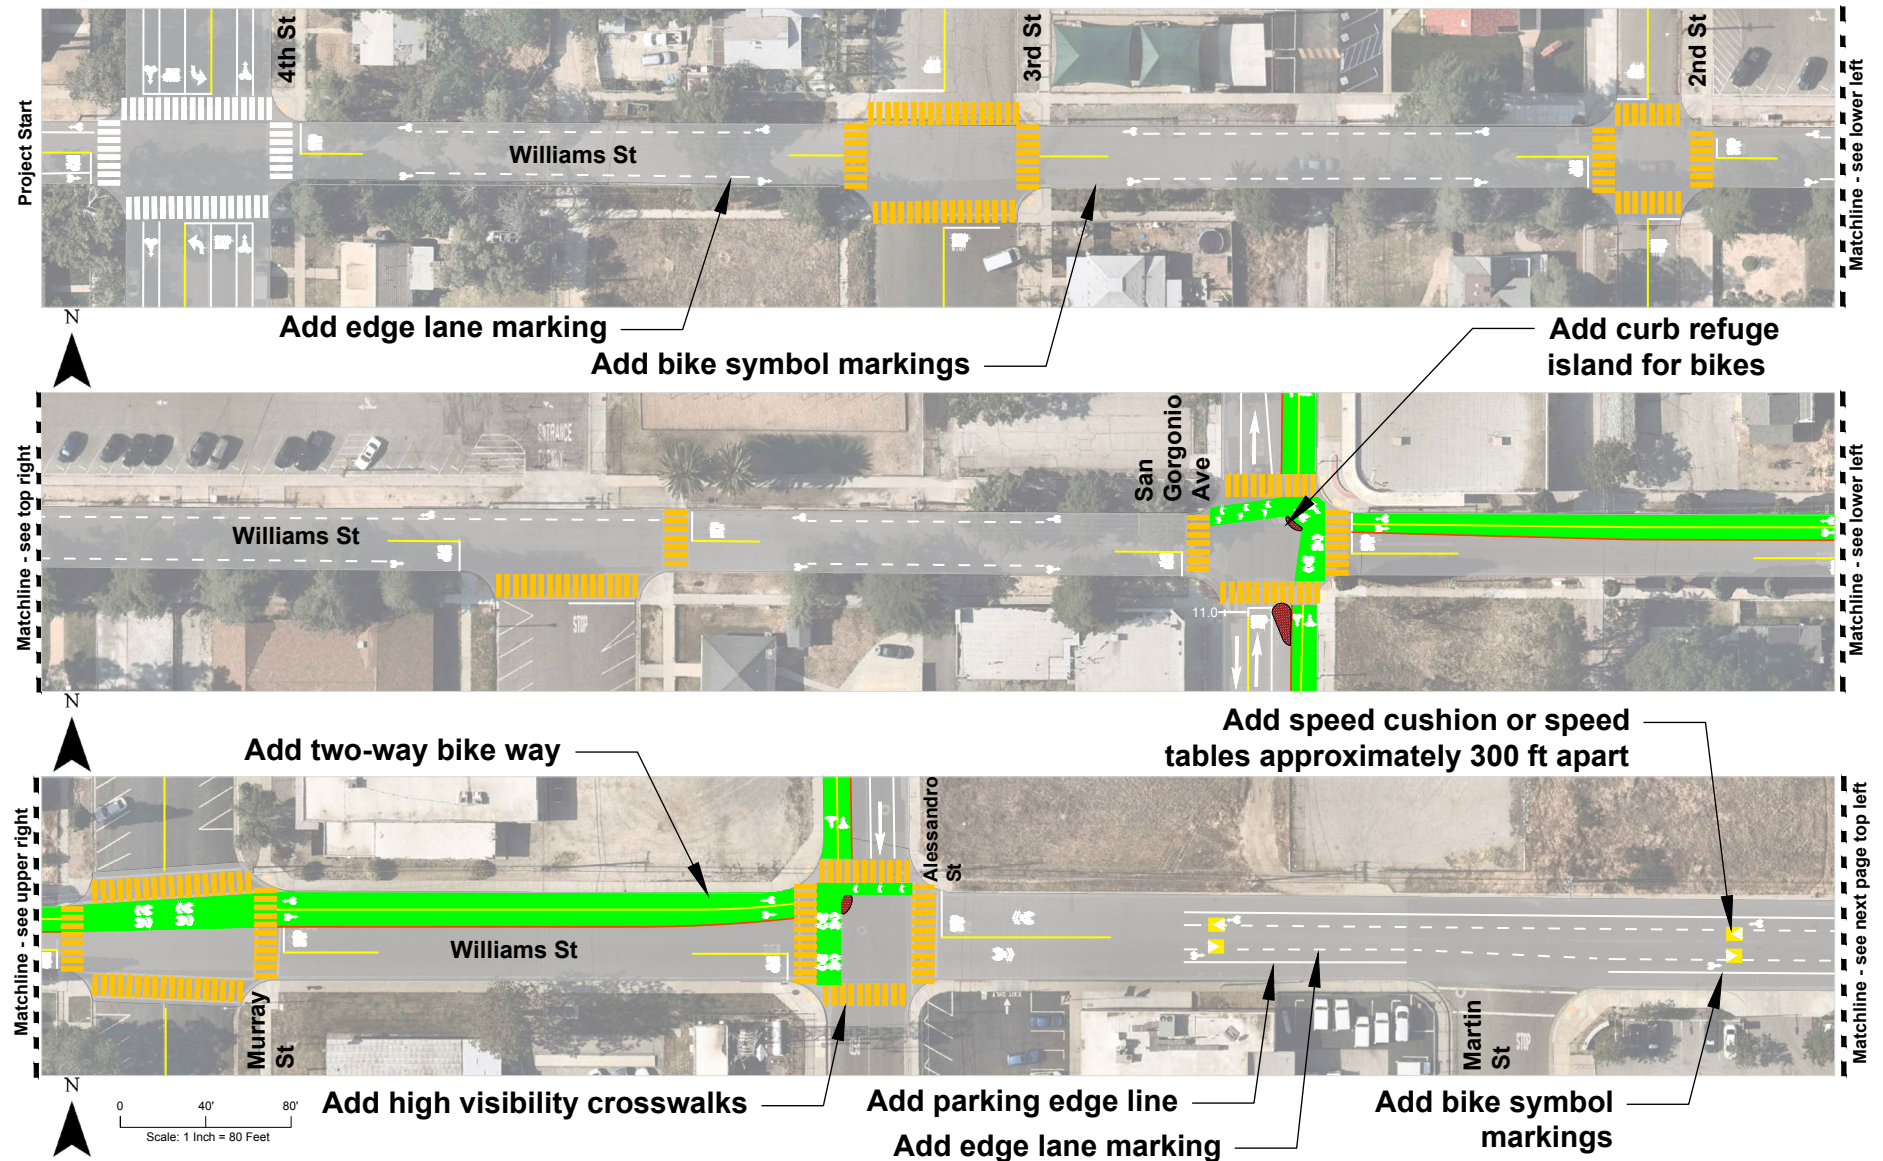 Project Start
4th St
3rd St
2nd St
Matchline - see lower left
Williams St
N
Add edge lane marking
Add bike symbol markings
Add curb refuge
island for bikes
Matchline - see top right
ENTRANCE
Williams St
STOP
San
Gorgonio
Ave
11.0
Matchline - see lower left
N
Add two-way bike way
Add speed cushion or speed
tables approximately 300 ft apart
Matchline - see upper right
Murray
St
Williams St
Alessandro
St
Martin
St
STOP
Matchline - see next page top left
N
0 40' 80'
Scale: 1 Inch = 80 Feet
Add high visibility crosswalks
Add parking edge line
Add edge lane marking
Add bike symbol
markings